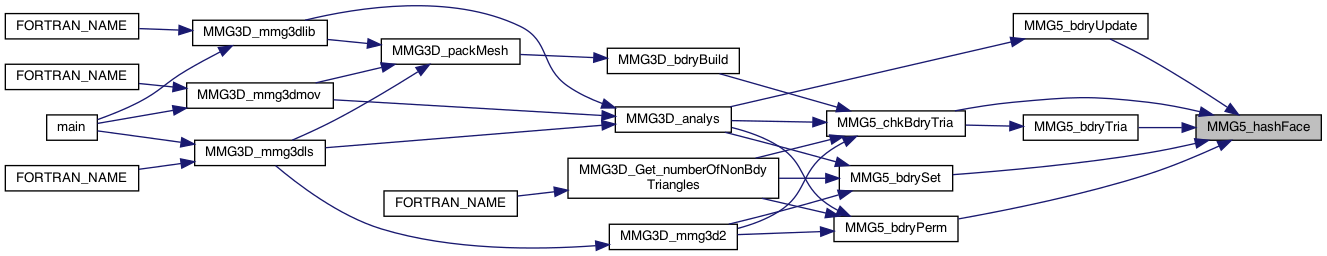 FORTRAN_NAME
MMG3D_mmg3dlib
MMG5_bdryUpdate
MMG3D_packMesh
MMG3D_bdryBuild
FORTRAN_NAME
MMG3D_mmg3dmov
main
MMG3D_analys
MMG5_chkBdryTria
MMG5_bdryTria
MMG5_hashFace
MMG3D_mmg3dls
FORTRAN_NAME
MMG3D_Get_numberOfNonBdy
Triangles
MMG5_bdrySet
FORTRAN_NAME
MMG3D_mmg3d2
MMG5_bdryPerm